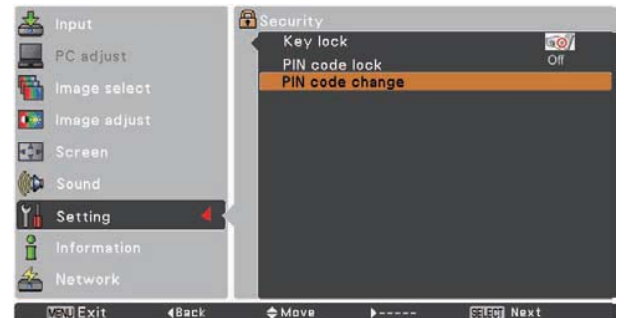 Input
PC adjust
Image select
Image adjust
Screen
Sound
Setting
Information
Network
Security
Key lock
PIN code lock Off
PIN code change
MENU Exit ◀Back Move ▶----- SELECT Next